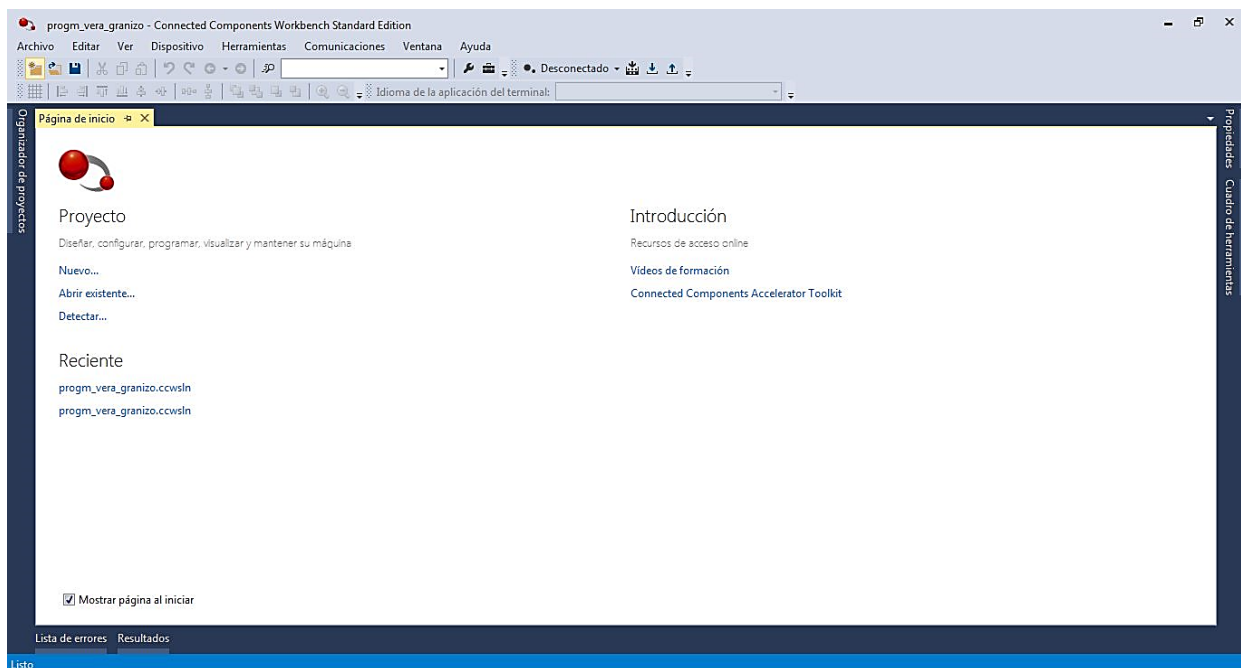 progm_vera_granizo - Connected Components Workbench Standard Edition
Archivo Editar Ver Dispositivo Herramientas Comunicaciones Ventana Ayuda
Desconectado
Idioma de la aplicación del terminal:
Organizador de proyectos
Página de inicio
Propiedades
Cuadro de herramientas
Proyecto
Diseñar, configurar, programar, visualizar y mantener su máquina
Nuevo...
Abrir existente...
Detectar...
Reciente
progm_vera_granizo.ccwsln
progm_vera_granizo.ccwsln
Introducción
Recursos de acceso online
Vídeos de formación
Connected Components Accelerator Toolkit
Mostrar página al iniciar
Lista de errores Resultados
Listo